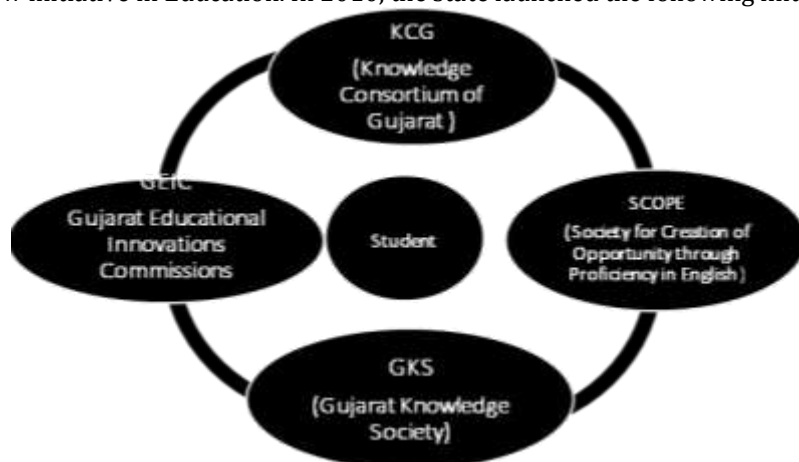 initiative in Education. In 2010, the state launched the following
KCG
(Knowledge
Consortium of
Gujarat )
GEIC
Gujarat Educational
Innovations
Commissions
Student
SCOPE
(Society for Creation of
Opportunity through
Proficiency in English)
GKS
(Gujarat Knowledge
Society)